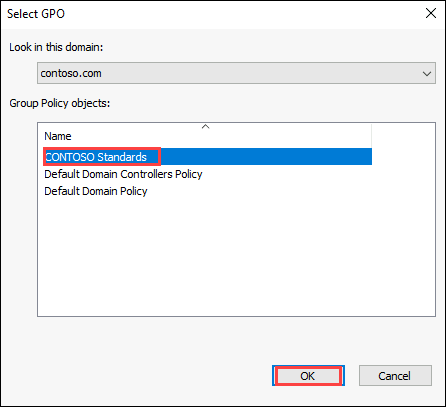 Select GPO
Look in this domain:
contoso.com
Group Policy objects:
Name
CONTOSO Standards
Default Domain Controllers Policy
Default Domain Policy
OK
Cancel